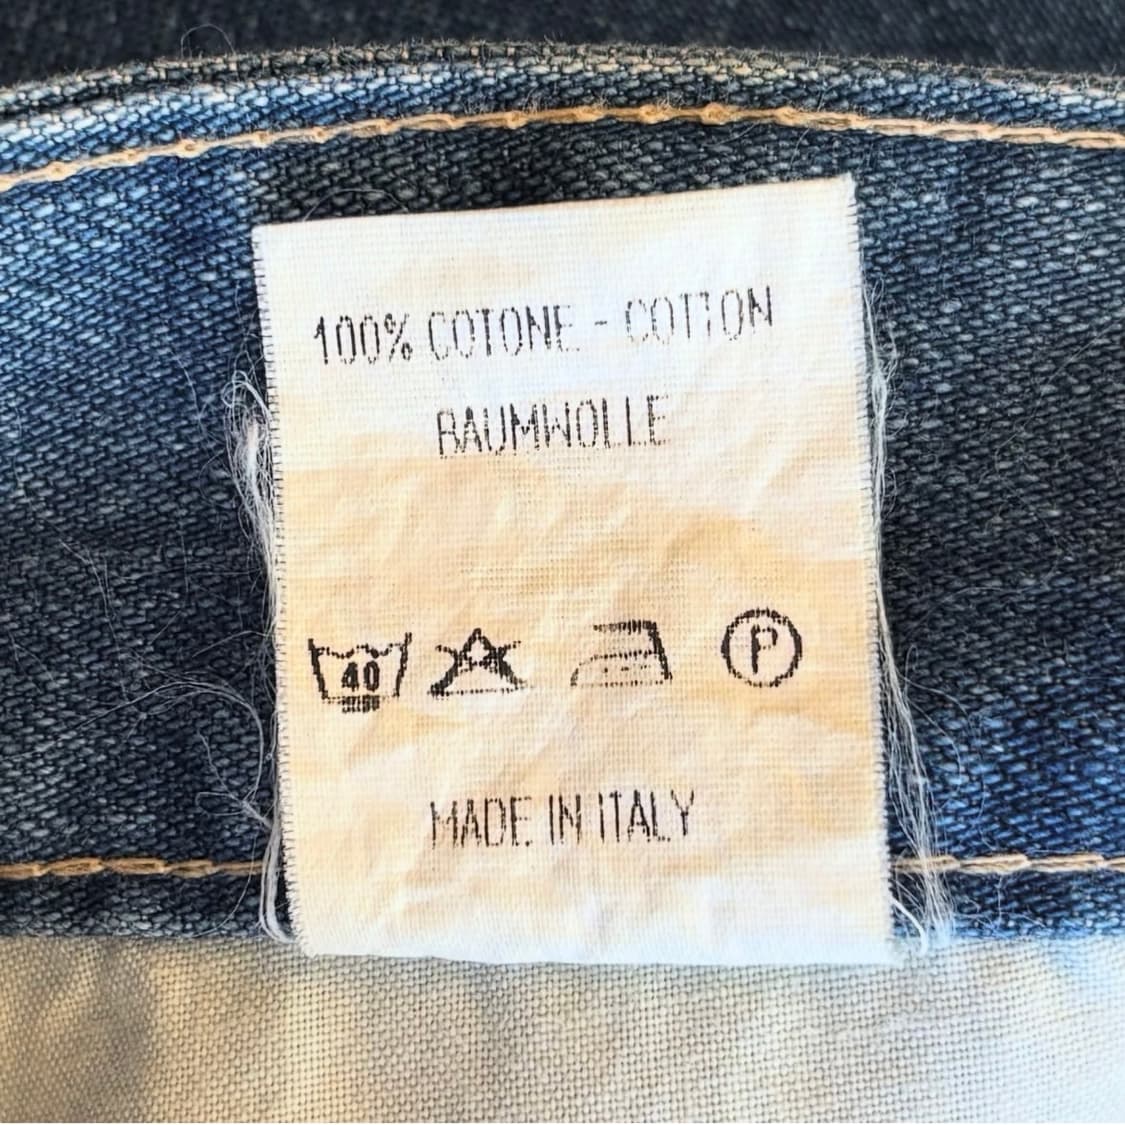 100% COTONE - COTTON
BAUMWOLLE
40
P
MADE IN ITALY